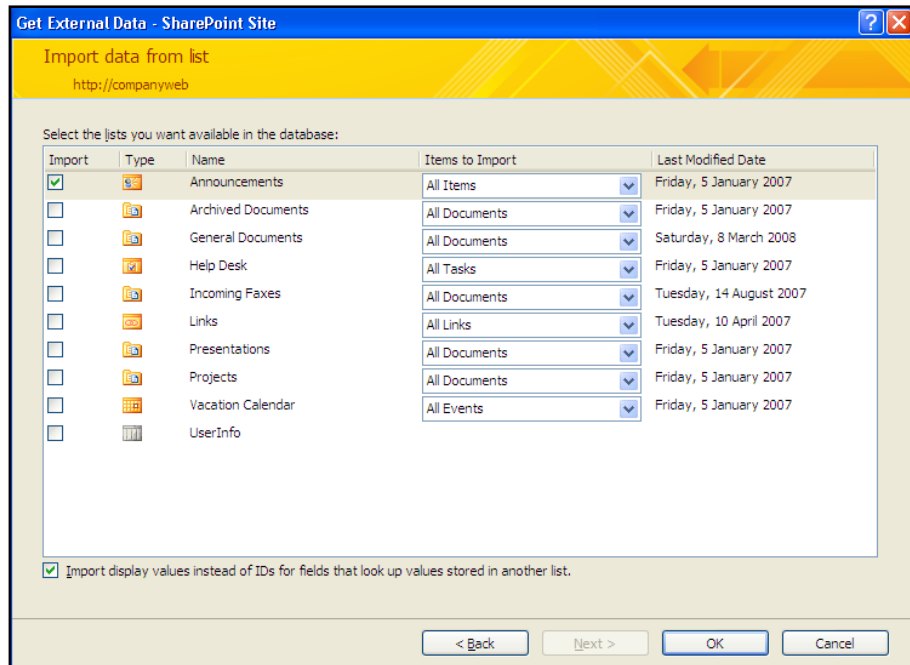 Get External Data - SharePoint Site
Import data from list
http://companyweb
Select the lists you want available in the database:
Import Type Name Items to Import Last Modified Date
Announcements All Items Friday, 5 January 2007
Archived Documents All Documents Friday, 5 January 2007
General Documents All Documents Saturday, 8 March 2008
Help Desk All Tasks Friday, 5 January 2007
Incoming Faxes All Documents Tuesday, 14 August 2007
Links All Links Tuesday, 10 April 2007
Presentations All Documents Friday, 5 January 2007
Projects All Documents Friday, 5 January 2007
Vacation Calendar All Events Friday, 5 January 2007
UserInfo
Import display values instead of IDs for fields that look up values stored in another list.
< Back Next > OK Cancel